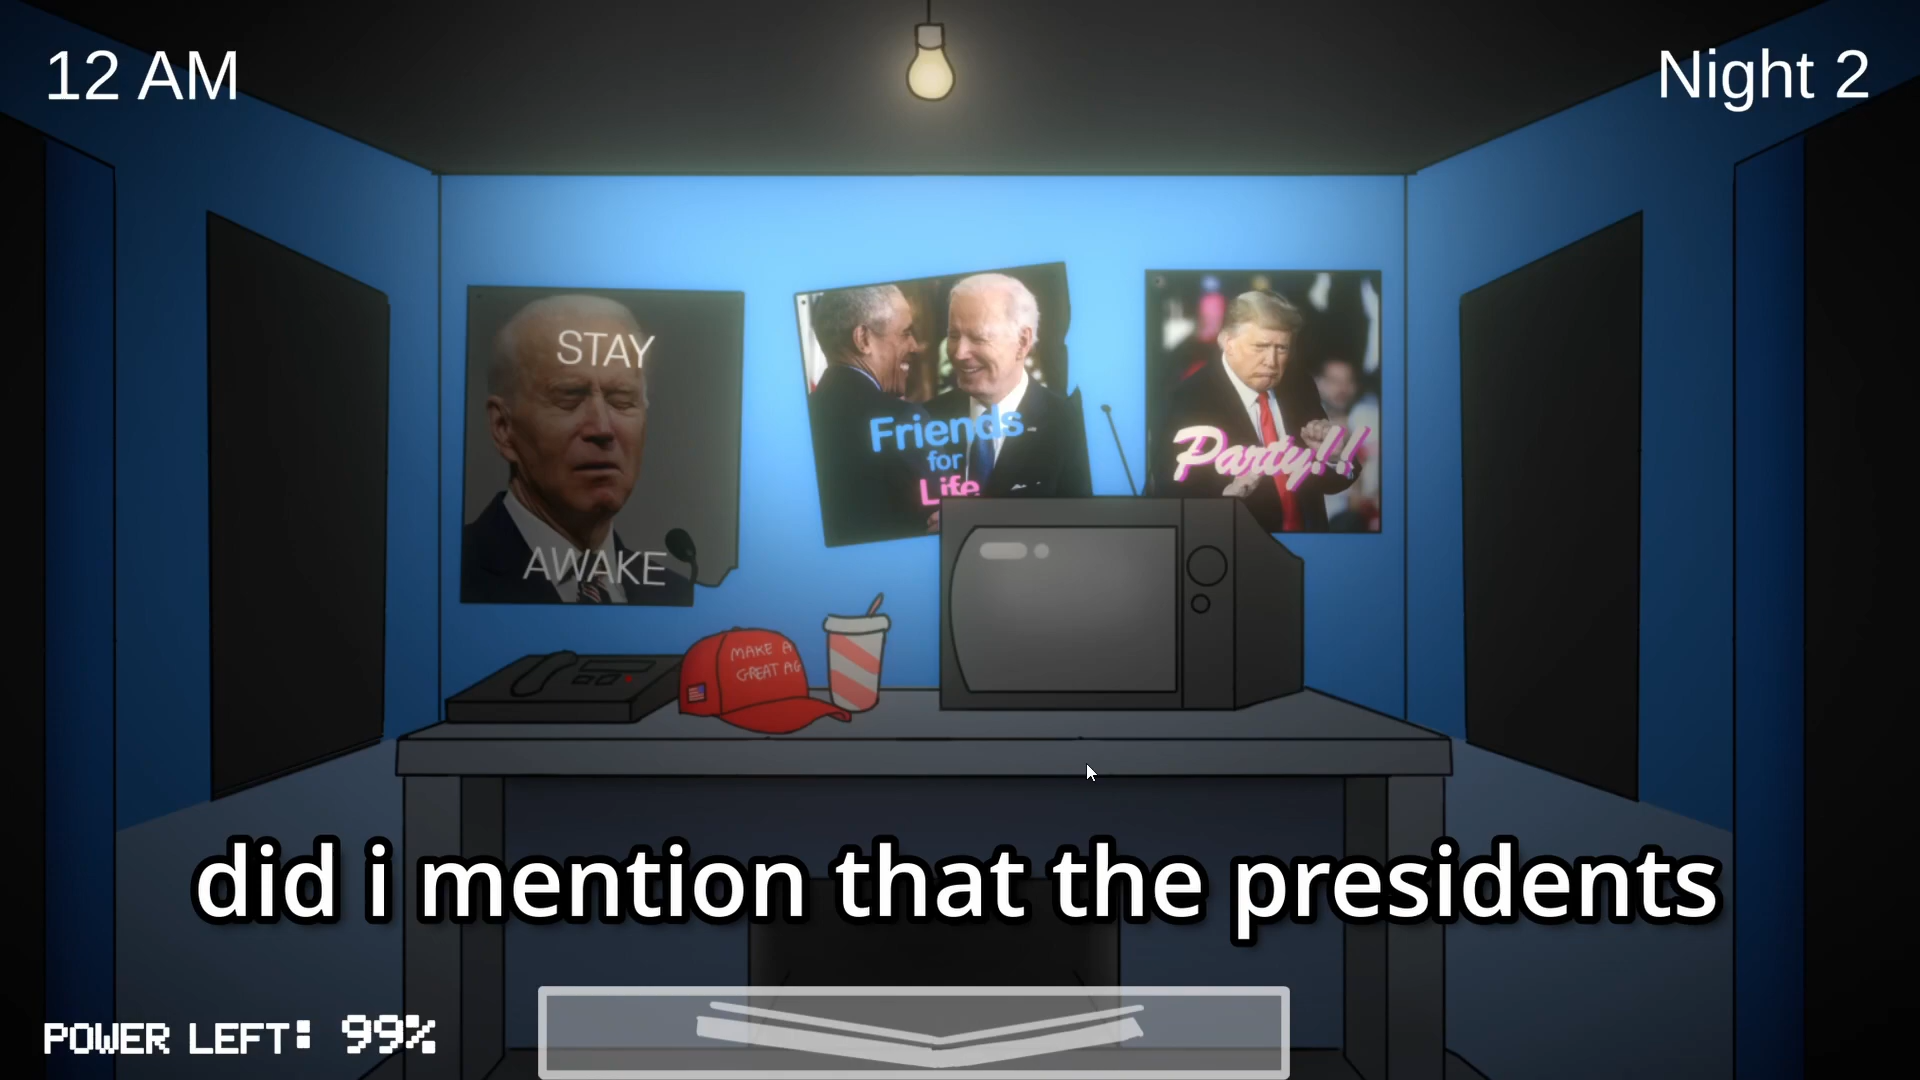 12 AM
Night 2
STAY
AWAKE
Friends
for
Life
Party!!
MAKE A
GREAT AG
did i mention that the presidents
POWER LEFT: 99%